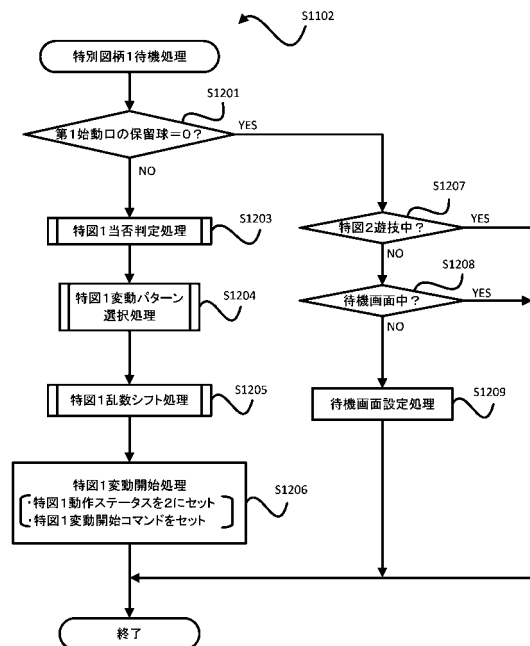 S1102
特別図柄1待機処理
S1201
第1始動口の保留球=0?
YES
NO
S1207
特図2遊技中?
YES
NO
S1203
特図1当否判定処理
S1208
待機画面中?
YES
NO
S1204
特図1変動パターン
選択処理
S1205
特図1乱数シフト処理
S1209
待機画面設定処理
特図1変動開始処理
・特図1動作ステータスを2にセット
・特図1変動開始コマンドをセット
S1206
終了